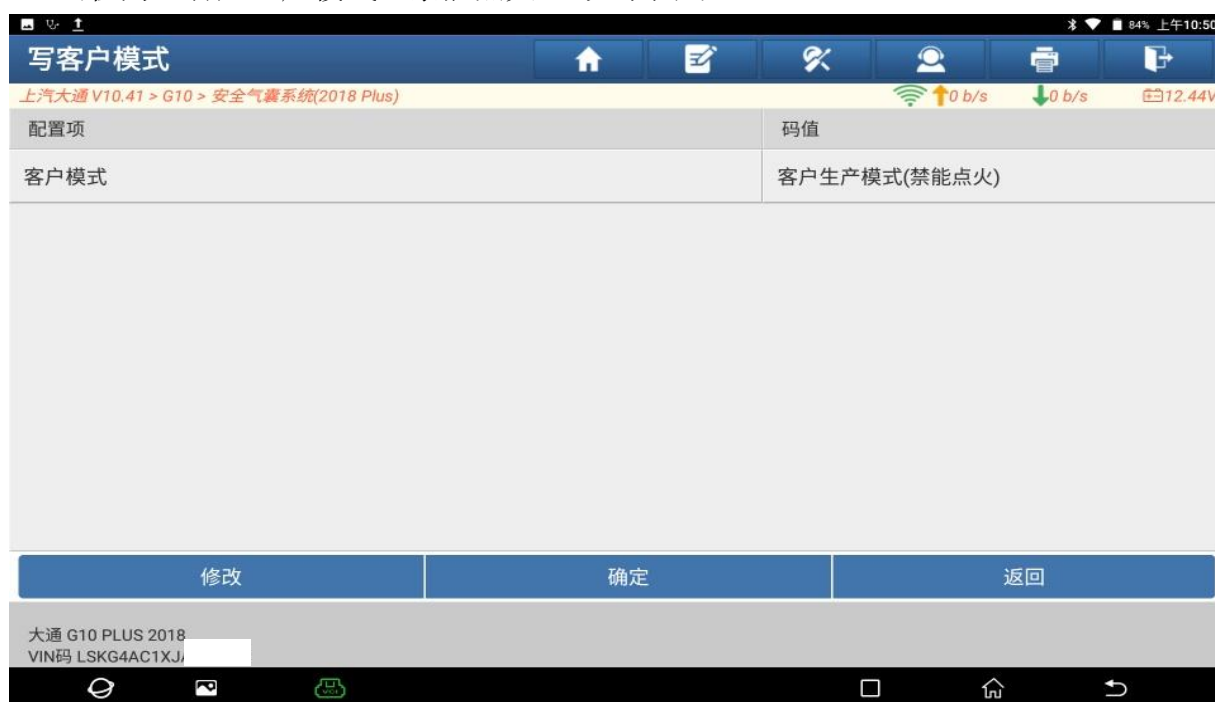 84% 上午10:50
写客户模式
上汽大通 V10.41 > G10 > 安全气囊系统(2018 Plus)
0 b/s
0 b/s
12.44V
配置项
码值
客户模式
客户生产模式(禁能点火)
修改
确定
返回
大通 G10 PLUS 2018
VIN码 LSKG4AC1XJ
VCI